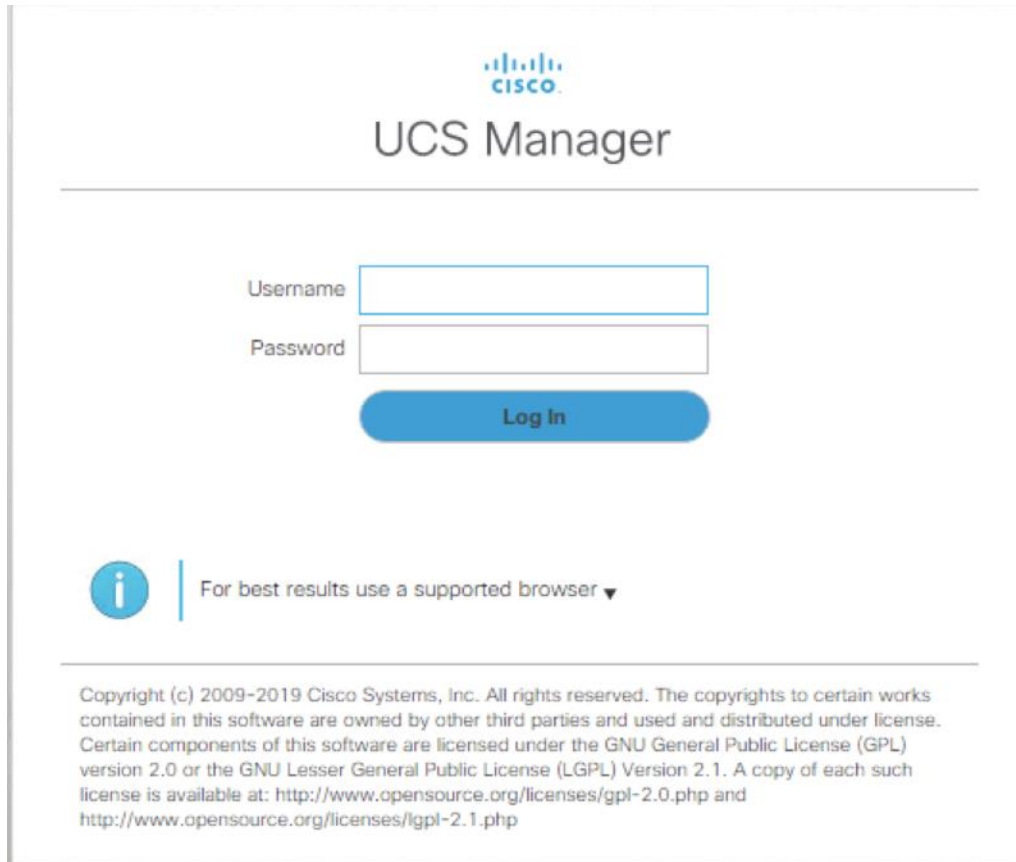 CISCO
UCS Manager
Username
Password
Log In
For best results use a supported browser
Copyright (c) 2009-2019 Cisco Systems, Inc. All rights reserved. The copyrights to certain works
contained in this software are owned by other third parties and used and distributed under license.
Certain components of this software are licensed under the GNU General Public License (GPL)
version 2.0 or the GNU Lesser General Public License (LGPL) Version 2.1. A copy of each such
license is available at: http://www.opensource.org/licenses/gpl-2.0.php and
http://www.opensource.org/licenses/lgpl-2.1.php